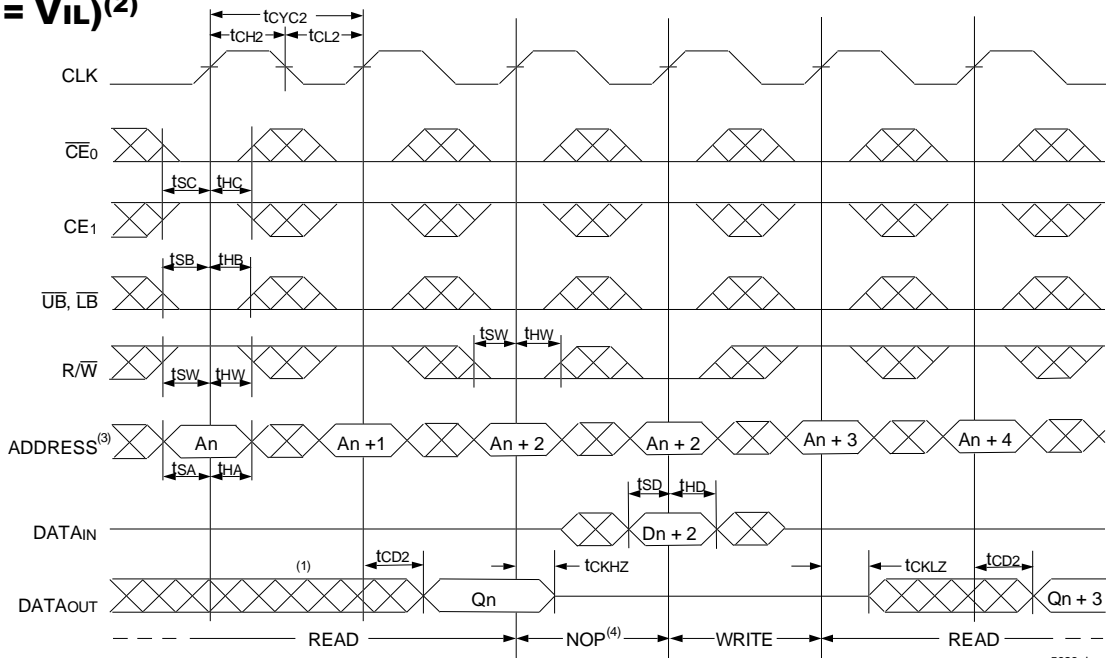 = VIL)(2)
tCYC2
tCH2 tCL2
CLK
CE0
tSC tHC
CE1
tSB tHB
UB, LB
tSW tHW
R/W
tSW tHW
ADDRESS(3) An An +1 An + 2 An + 2 An + 3 An + 4
tSA tHA
tSD tHD
DATAIN Dn + 2
(1) tCD2 tCKHZ tCKLZ tCD2
DATAOUT Qn Qn + 3
READ NOP(4) WRITE READ